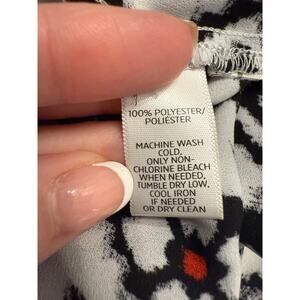 100% POLYESTER/
POLIÉSTER
MACHINE WASH
COLD,
ONLY NON-
CHLORINE BLEACH
WHEN NEEDED,
TUMBLE DRY LOW,
COOL IRON
IF NEEDED
OR DRY CLEAN